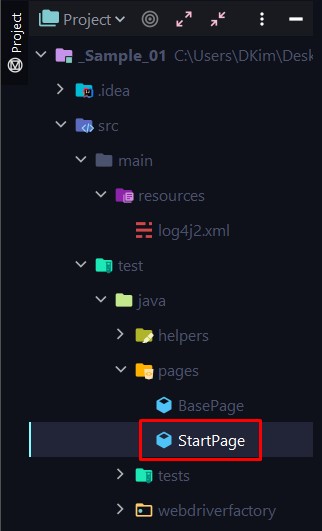 Project
Project
_Sample_01 C:\Users\DKim\Desk
.idea
src
main
resources
log4j2.xml
test
java
helpers
pages
BasePage
StartPage
tests
webdriverfactory